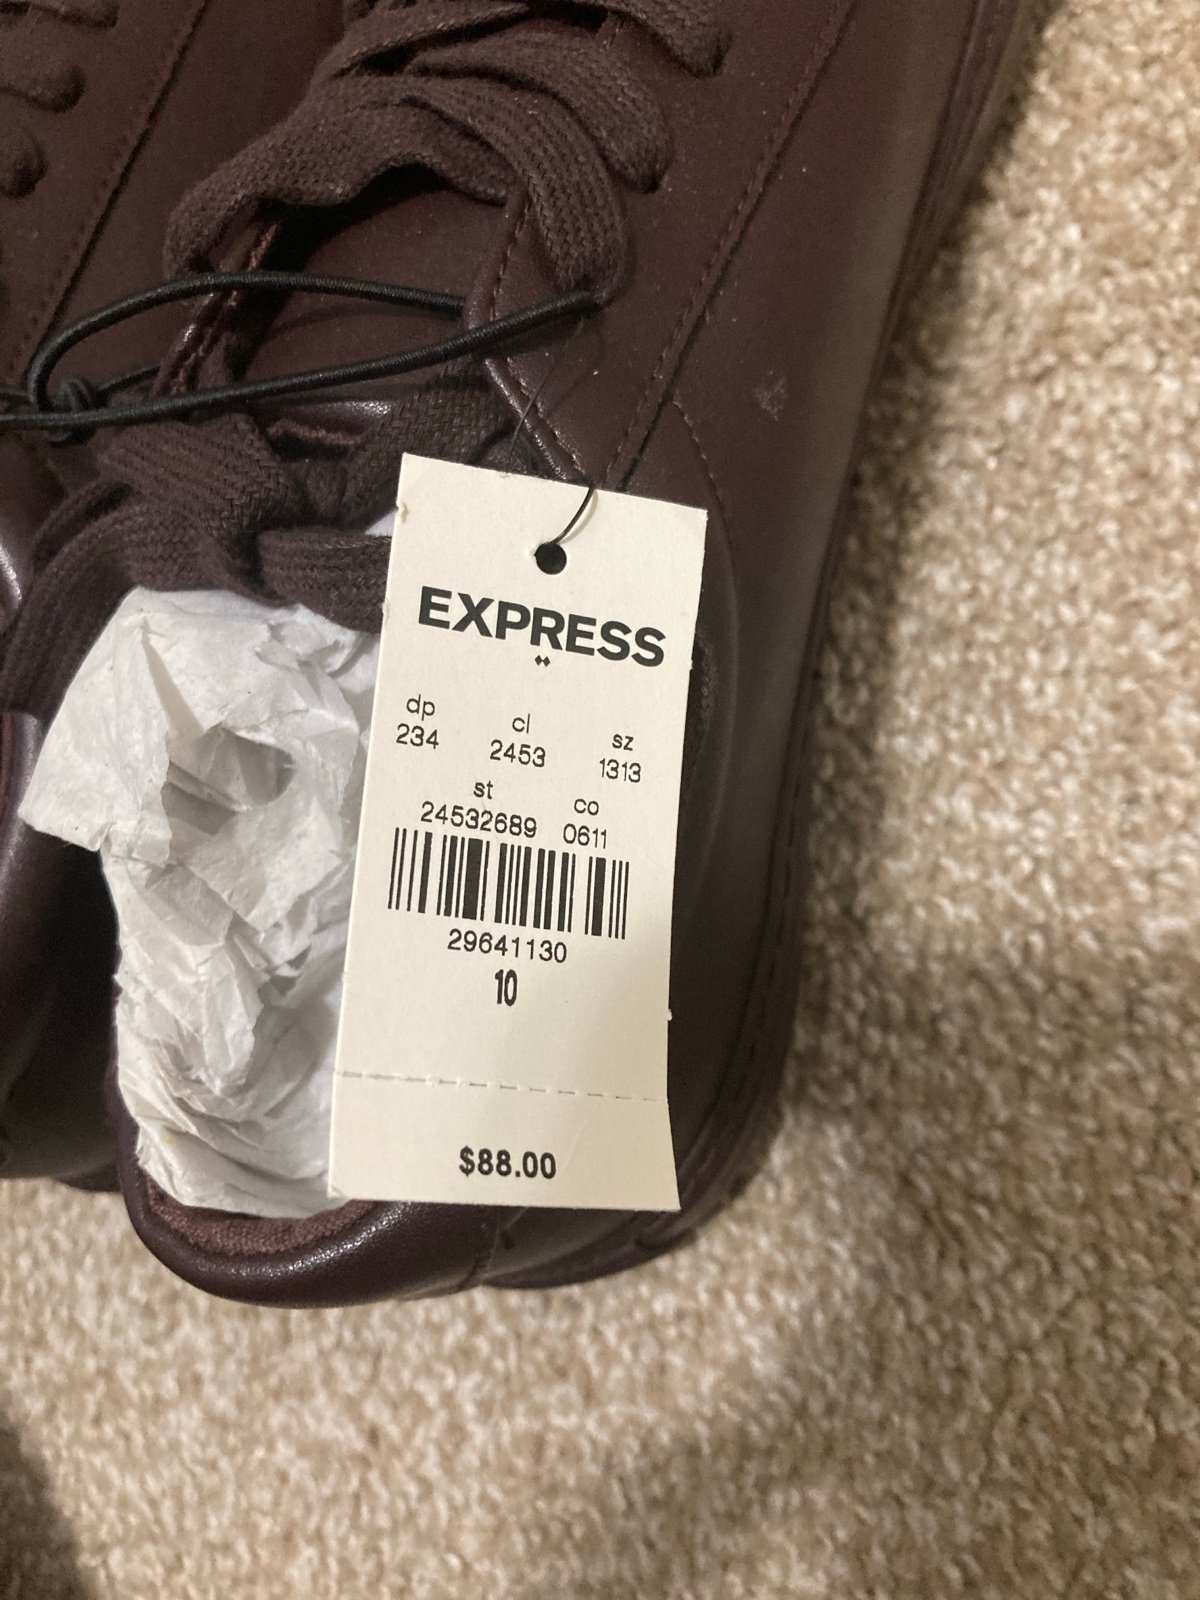 EXPRESS
dp cl sz
234 2453 1313
st co
24532689 0611
29641130
10
$88.00